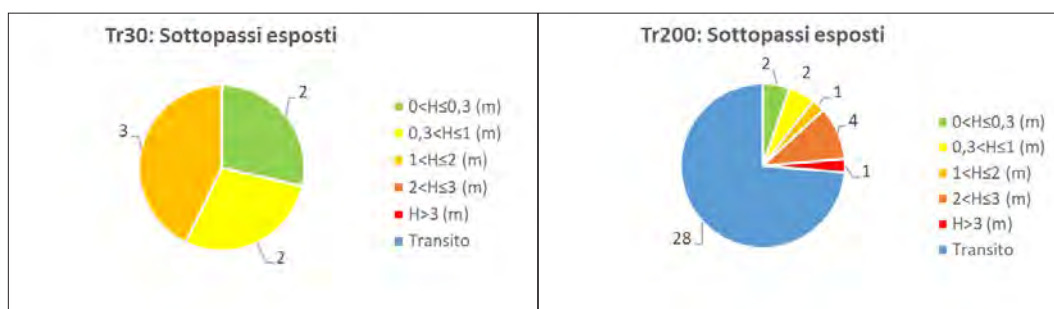 Tr30: Sottopassi esposti
2
3
2
0<H≤0,3 (m)
0,3<H≤1 (m)
1<H≤2 (m)
2<H≤3 (m)
H>3 (m)
Transito
Tr200: Sottopassi esposti
2
2
1
4
1
28
0<H≤0,3 (m)
0,3<H≤1 (m)
1<H≤2 (m)
2<H≤3 (m)
H>3 (m)
Transito